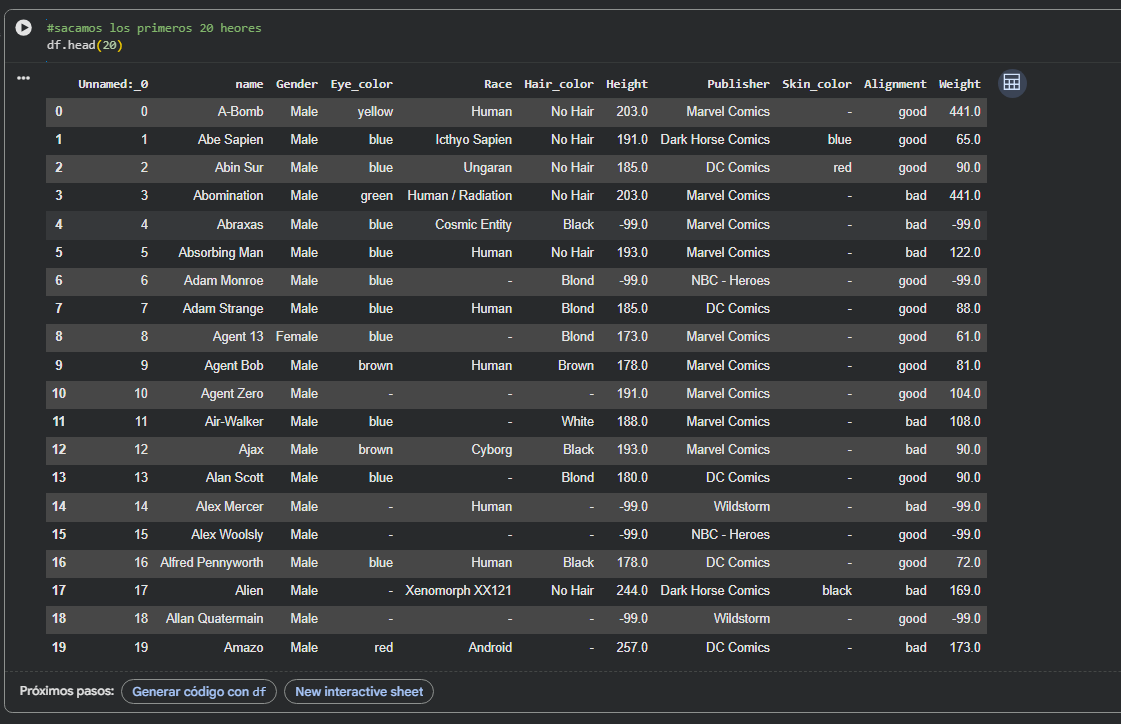 #sacamos los primeros 20 heores
df.head(20)
Unnamed:_0 name Gender Eye_color Race Hair_color Height Publisher Skin_color Alignment Weight
0 0 A-Bomb Male yellow Human No Hair 203.0 Marvel Comics - good 441.0
1 1 Abe Sapien Male blue Icthyo Sapien No Hair 191.0 Dark Horse Comics blue good 65.0
2 2 Abin Sur Male blue Ungaran No Hair 185.0 DC Comics red good 90.0
3 3 Abomination Male green Human / Radiation No Hair 203.0 Marvel Comics - bad 441.0
4 4 Abraxas Male blue Cosmic Entity Black -99.0 Marvel Comics - bad -99.0
5 5 Absorbing Man Male blue Human No Hair 193.0 Marvel Comics - bad 122.0
6 6 Adam Monroe Male blue - Blond -99.0 NBC - Heroes - good -99.0
7 7 Adam Strange Male blue Human Blond 185.0 DC Comics - good 88.0
8 8 Agent 13 Female blue - Blond 173.0 Marvel Comics - good 61.0
9 9 Agent Bob Male brown Human Brown 178.0 Marvel Comics - good 81.0
10 10 Agent Zero Male - - - 191.0 Marvel Comics - good 104.0
11 11 Air-Walker Male blue - White 188.0 Marvel Comics - bad 108.0
12 12 Ajax Male brown Cyborg Black 193.0 Marvel Comics - bad 90.0
13 13 Alan Scott Male blue - Blond 180.0 DC Comics - good 90.0
14 14 Alex Mercer Male - Human - -99.0 Wildstorm - bad -99.0
15 15 Alex Woolsly Male - - - -99.0 NBC - Heroes - good -99.0
16 16 Alfred Pennyworth Male blue Human Black 178.0 DC Comics - good 72.0
17 17 Alien Male - Xenomorph XX121 No Hair 244.0 Dark Horse Comics black bad 169.0
18 18 Allan Quatermain Male - - - -99.0 Wildstorm - good -99.0
19 19 Amazo Male red Android - 257.0 DC Comics - bad 173.0
Próximos pasos: Generar código con df New interactive sheet